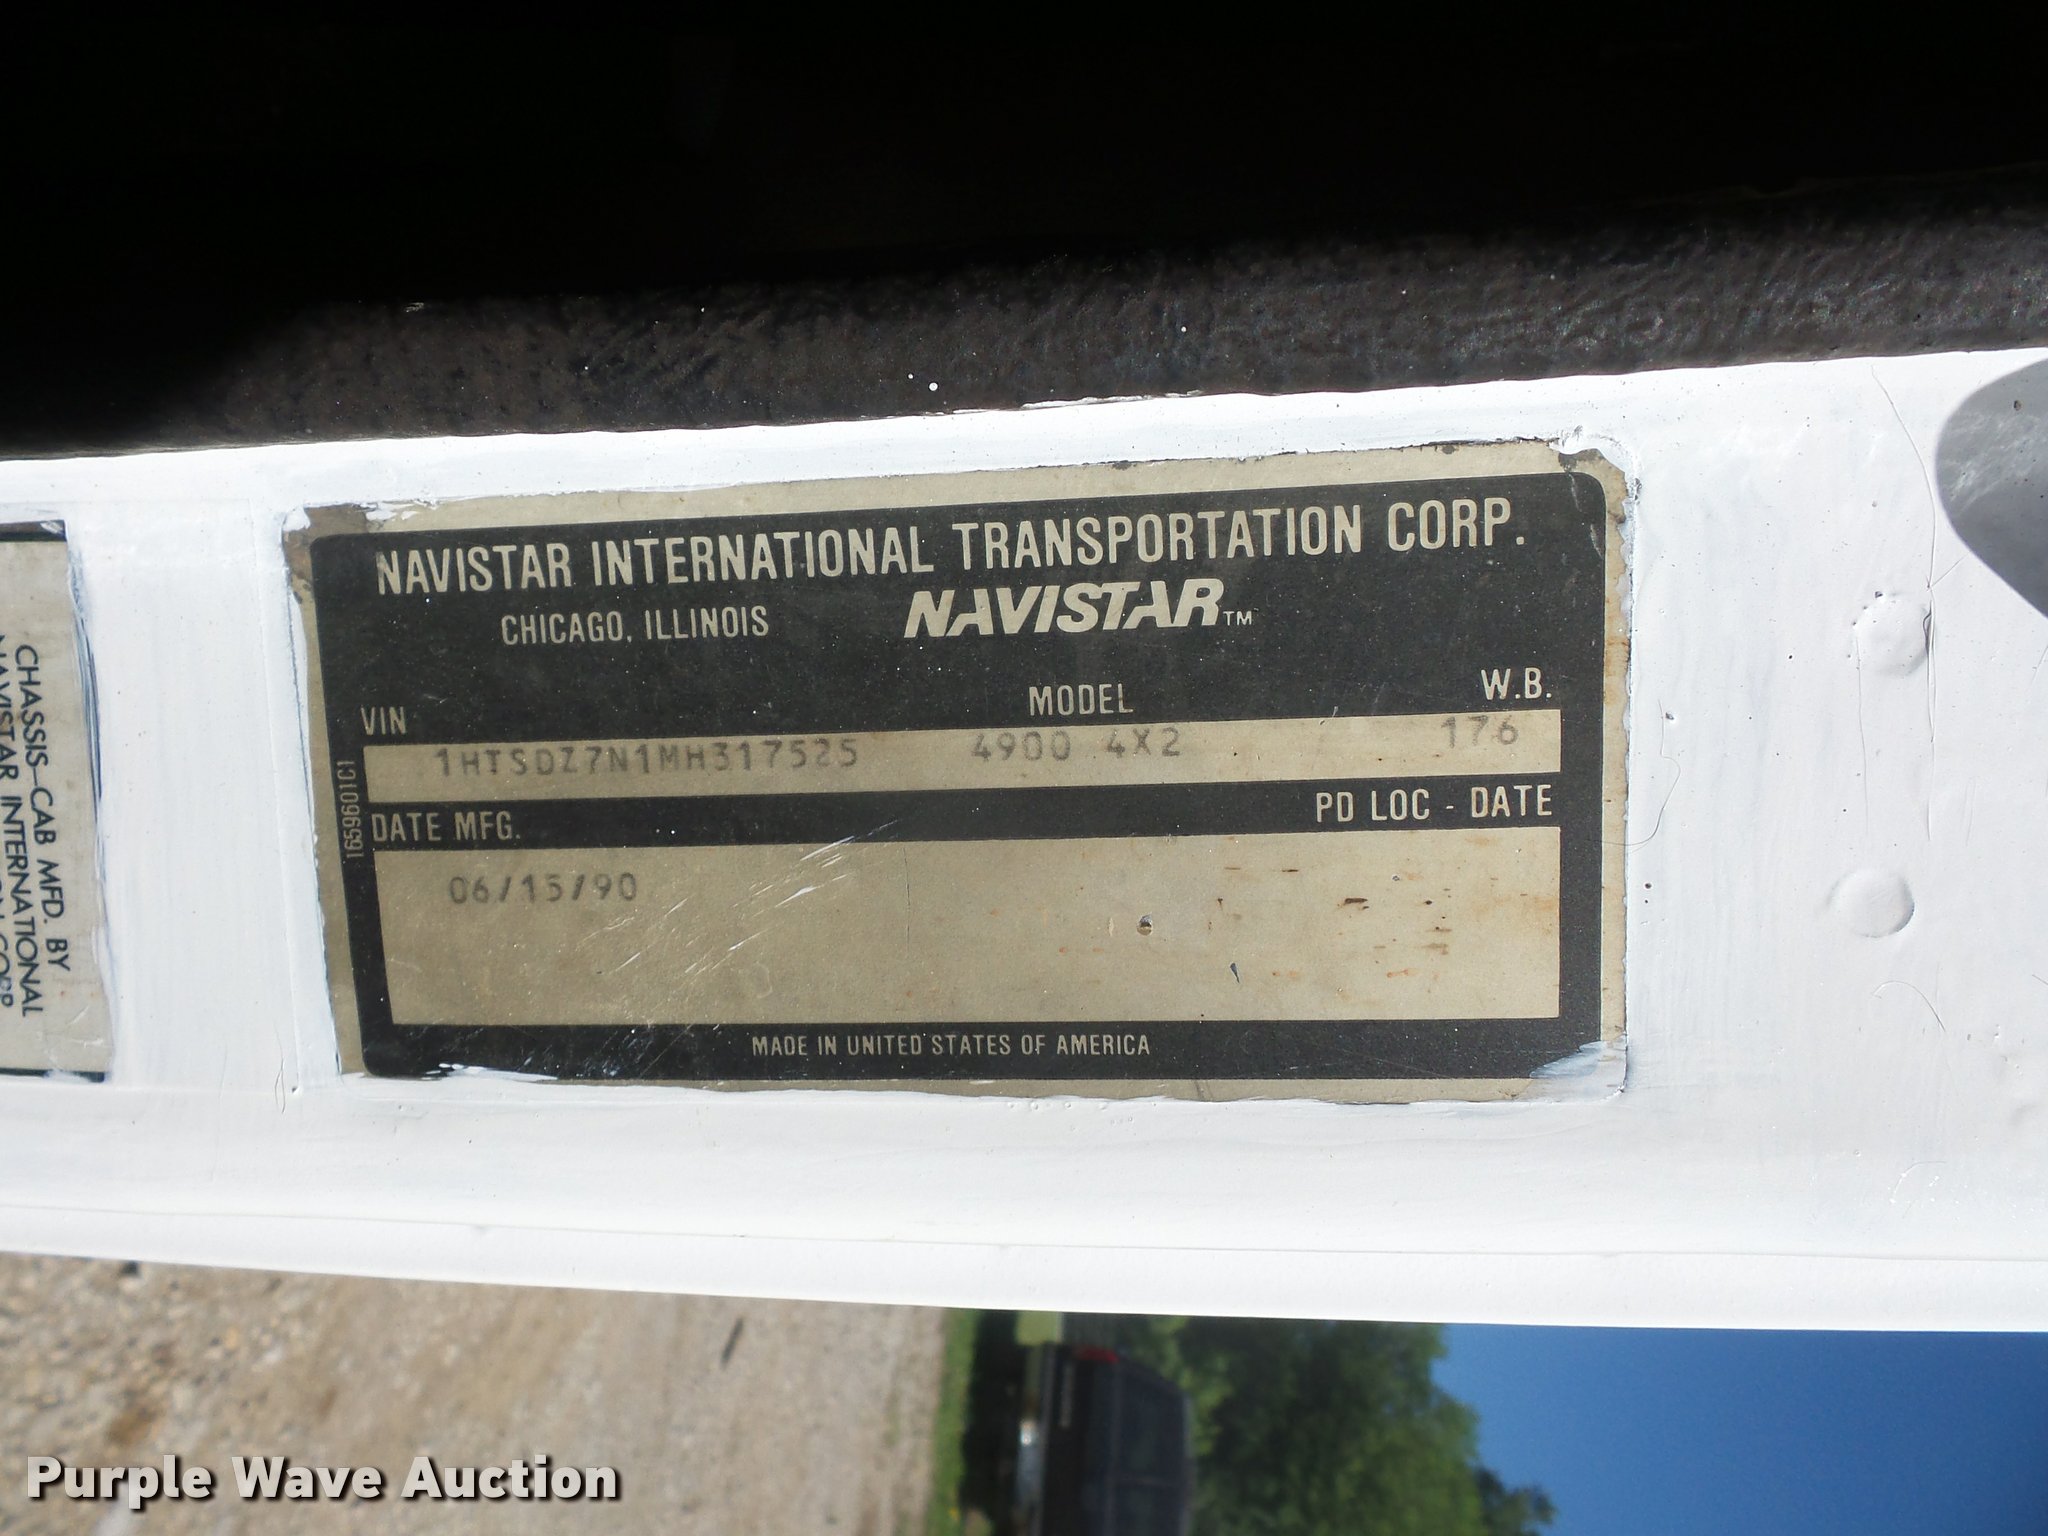 NAVISTAR INTERNATIONAL TRANSPORTATION CORP.
CHICAGO, ILLINOIS NAVISTAR™
VIN MODEL W.B.
1HTSDZ7N1MH317525 4900 4X2 176
DATE MFG. PD LOC - DATE
06/15/90
MADE IN UNITED STATES OF AMERICA
1659601C1
CHASSIS-CAB MFD. BY
NAVISTAR INTERNATIONAL
CORP
Purple Wave Auction